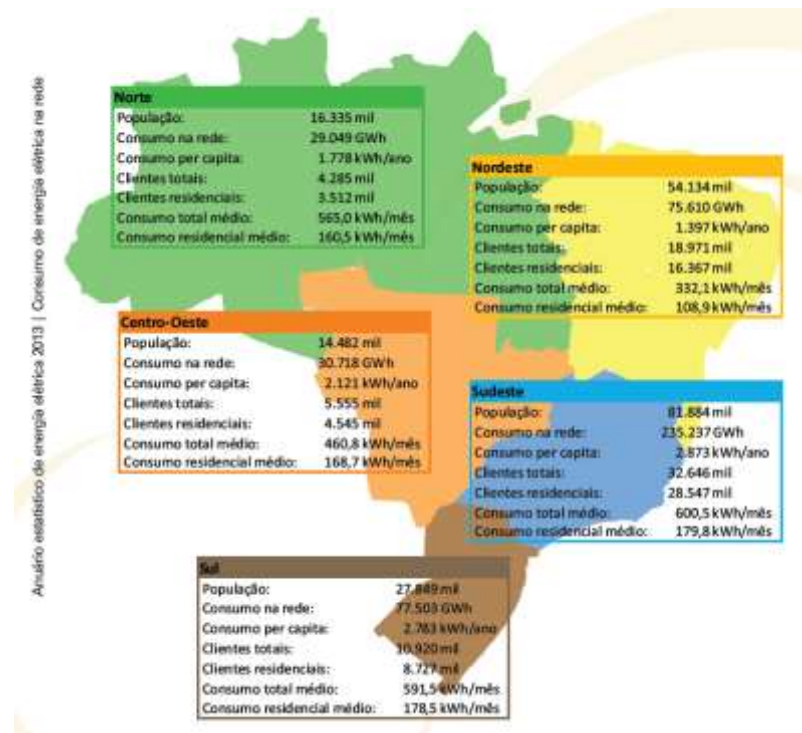 Anuário estatístico de energia elétrica 2013 | Consumo de energia elétrica na rede
Norte
População: 16.335 mil
Consumo na rede: 29.049 GWh
Consumo per capita: 1.778 kWh/ano
Clientes totais: 4.285 mil
Clientes residenciais: 3.512 mil
Consumo total médio: 565,0 kWh/mês
Consumo residencial médio: 160,5 kWh/mês
Nordeste
População: 54.134 mil
Consumo na rede: 75.610 GWh
Consumo per capita: 1.397 kWh/ano
Clientes totais: 18.971 mil
Clientes residenciais: 16.367 mil
Consumo total médio: 332,1 kWh/mês
Consumo residencial médio: 108,9 kWh/mês
Centro-Oeste
População: 14.482 mil
Consumo na rede: 30.718 GWh
Consumo per capita: 2.121 kWh/ano
Clientes totais: 5.555 mil
Clientes residenciais: 4.545 mil
Consumo total médio: 460,8 kWh/mês
Consumo residencial médio: 168,7 kWh/mês
Sudeste
População: 81.884 mil
Consumo na rede: 235.237 GWh
Consumo per capita: 2.873 kWh/ano
Clientes totais: 32.646 mil
Clientes residenciais: 28.547 mil
Consumo total médio: 600,5 kWh/mês
Consumo residencial médio: 179,8 kWh/mês
Sul
População: 27.849 mil
Consumo na rede: 77.503 GWh
Consumo per capita: 2.783 kWh/ano
Clientes totais: 10.920 mil
Clientes residenciais: 8.727 mil
Consumo total médio: 591,5 kWh/mês
Consumo residencial médio: 178,5 kWh/mês